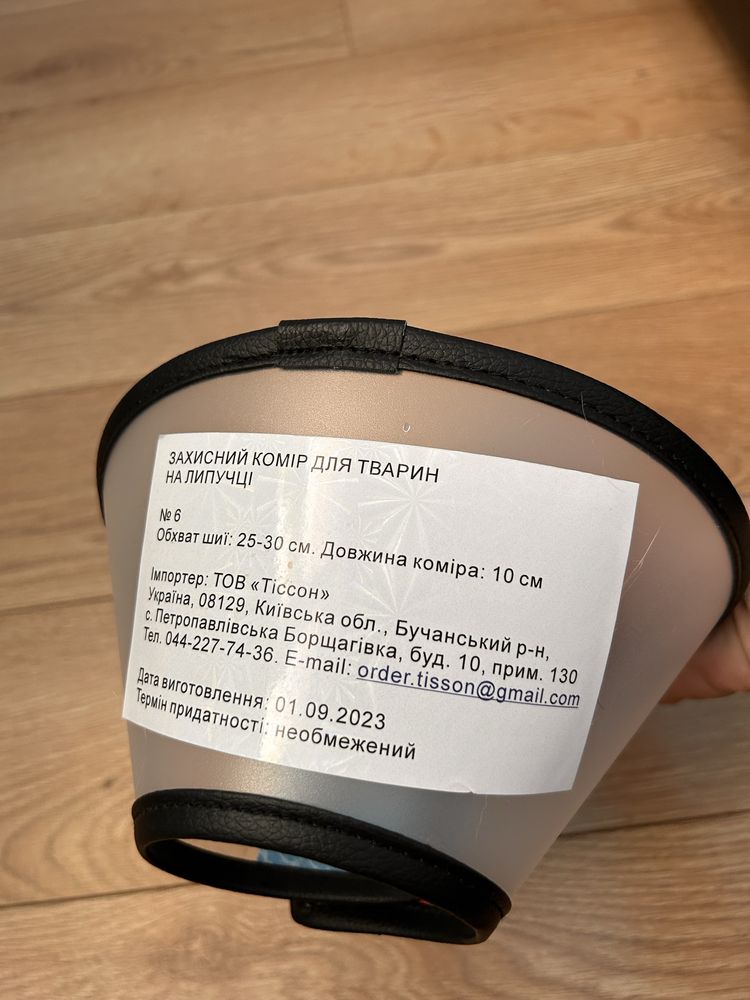 ЗАХИСНИЙ КОМІР ДЛЯ ТВАРИН
НА ЛИПУЧЦІ
№ 6
Обхват шиї: 25-30 см. Довжина коміра: 10 см
Імпортер: ТОВ «Тіссон»
Україна, 08129, Київська обл., Бучанський р-н,
с. Петропавлівська Борщагівка, буд. 10, прим. 130
Тел. 044-227-74-36. E-mail: order.tisson@gmail.com
Дата виготовлення: 01.09.2023
Термін придатності: необмежений